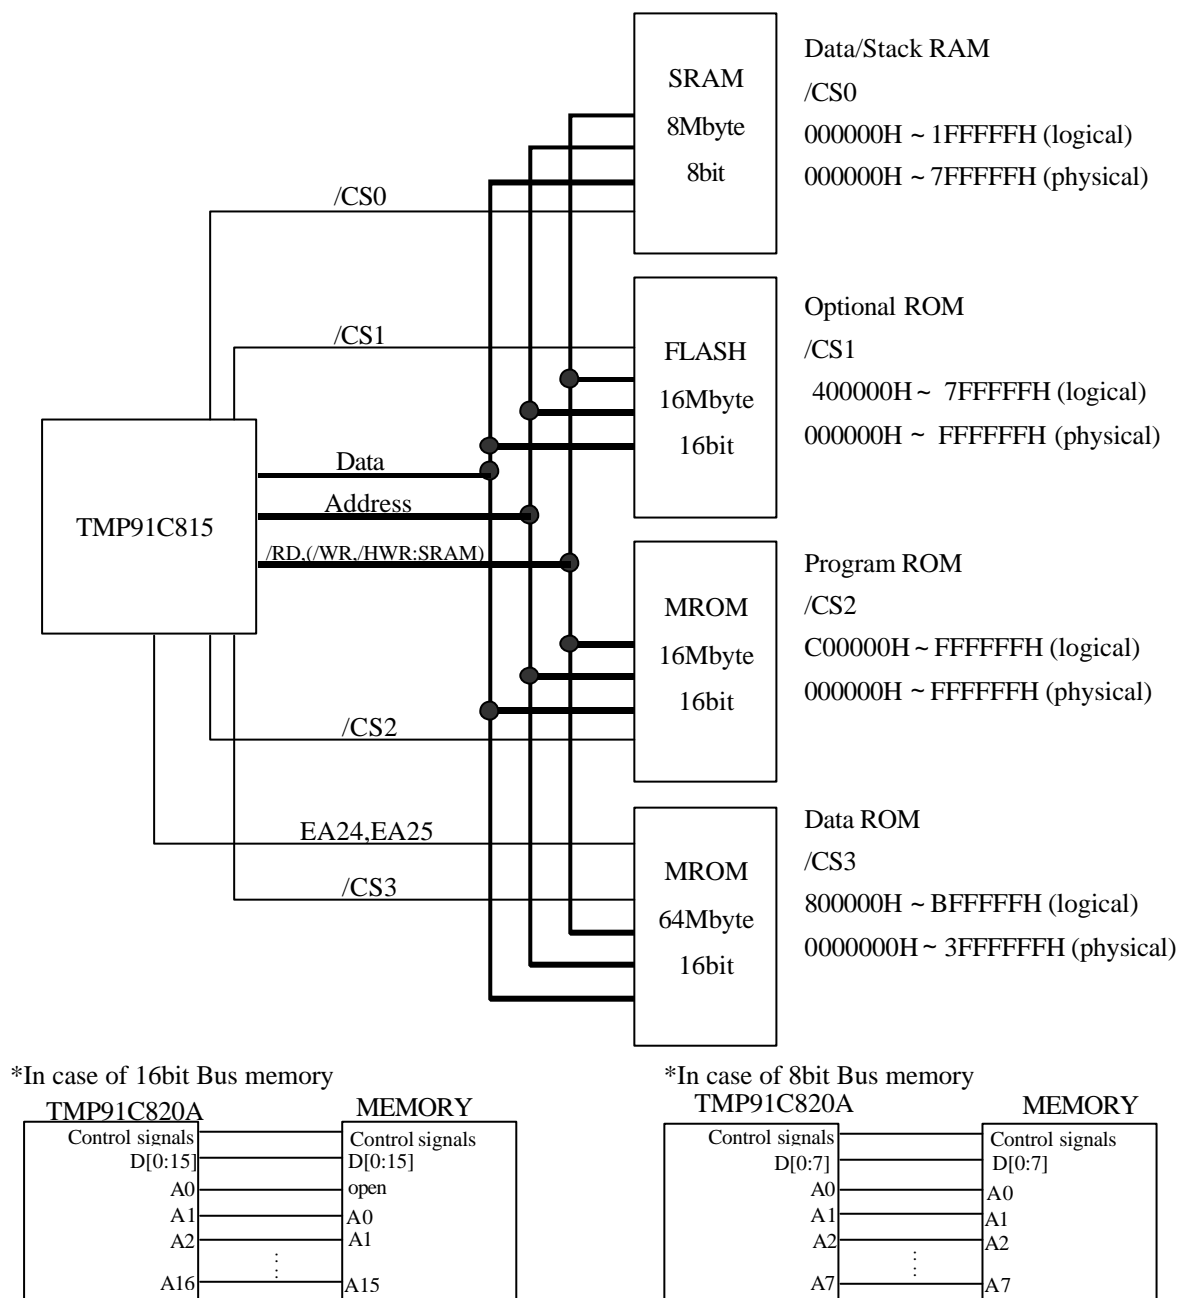 SRAM
8Mbyte
8bit
Data/Stack RAM
/CS0
000000H ~ 1FFFFFH (logical)
000000H ~ 7FFFFFH (physical)
/CS0
/CS1
FLASH
16Mbyte
16bit
Optional ROM
/CS1
400000H ~ 7FFFFFH (logical)
000000H ~ FFFFFFH (physical)
TMP91C815
Data
Address
/RD,(/WR,/HWR:SRAM)
MROM
16Mbyte
16bit
Program ROM
/CS2
C00000H ~ FFFFFFH (logical)
000000H ~ FFFFFFH (physical)
/CS2
EA24,EA25
/CS3
MROM
64Mbyte
16bit
Data ROM
/CS3
800000H ~ BFFFFFH (logical)
0000000H ~ 3FFFFFFH (physical)
*In case of 16bit Bus memory
TMP91C820A MEMORY
Control signals Control signals
D[0:15] D[0:15]
A0 open
A1 A0
A2 A1
A16 A15
*In case of 8bit Bus memory
TMP91C820A MEMORY
Control signals Control signals
D[0:7] D[0:7]
A0 A0
A1 A1
A2 A2
A7 A7